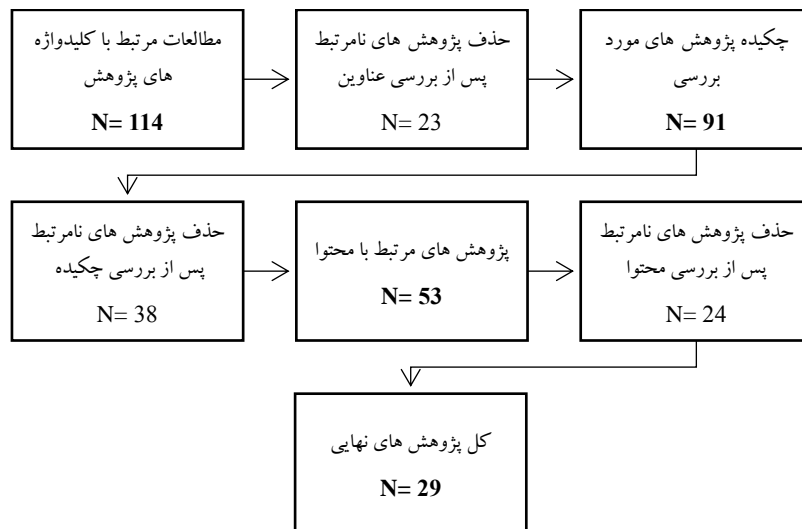 مطالعات مرتبط با کلیدواژه
های پژوهش
N= 114
حذف پژوهش های نامرتبط
پس از بررسی عناوین
N= 23
چکیده پژوهش های مورد
بررسی
N= 91
حذف پژوهش های نامرتبط
پس از بررسی چکیده
N= 38
پژوهش های مرتبط با محتوا
N= 53
حذف پژوهش های نامرتبط
پس از بررسی محتوا
N= 24
کل پژوهش های نهایی
N= 29